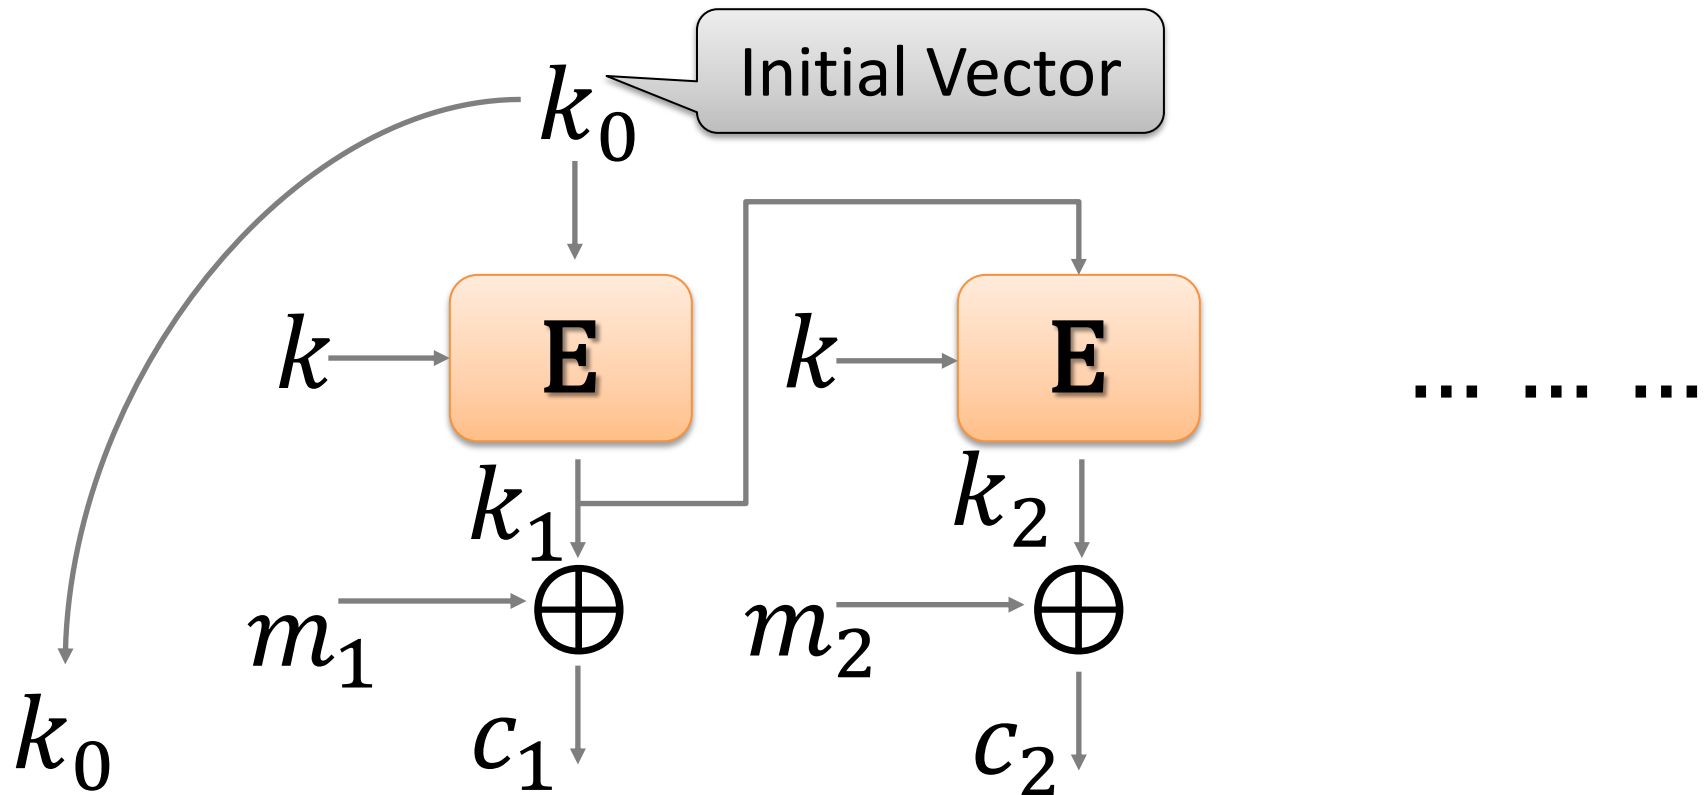 Initial Vector
k₀
k E k E
... ... ...
k₁ k₂
m₁ m₂
k₀ c₁ c₂